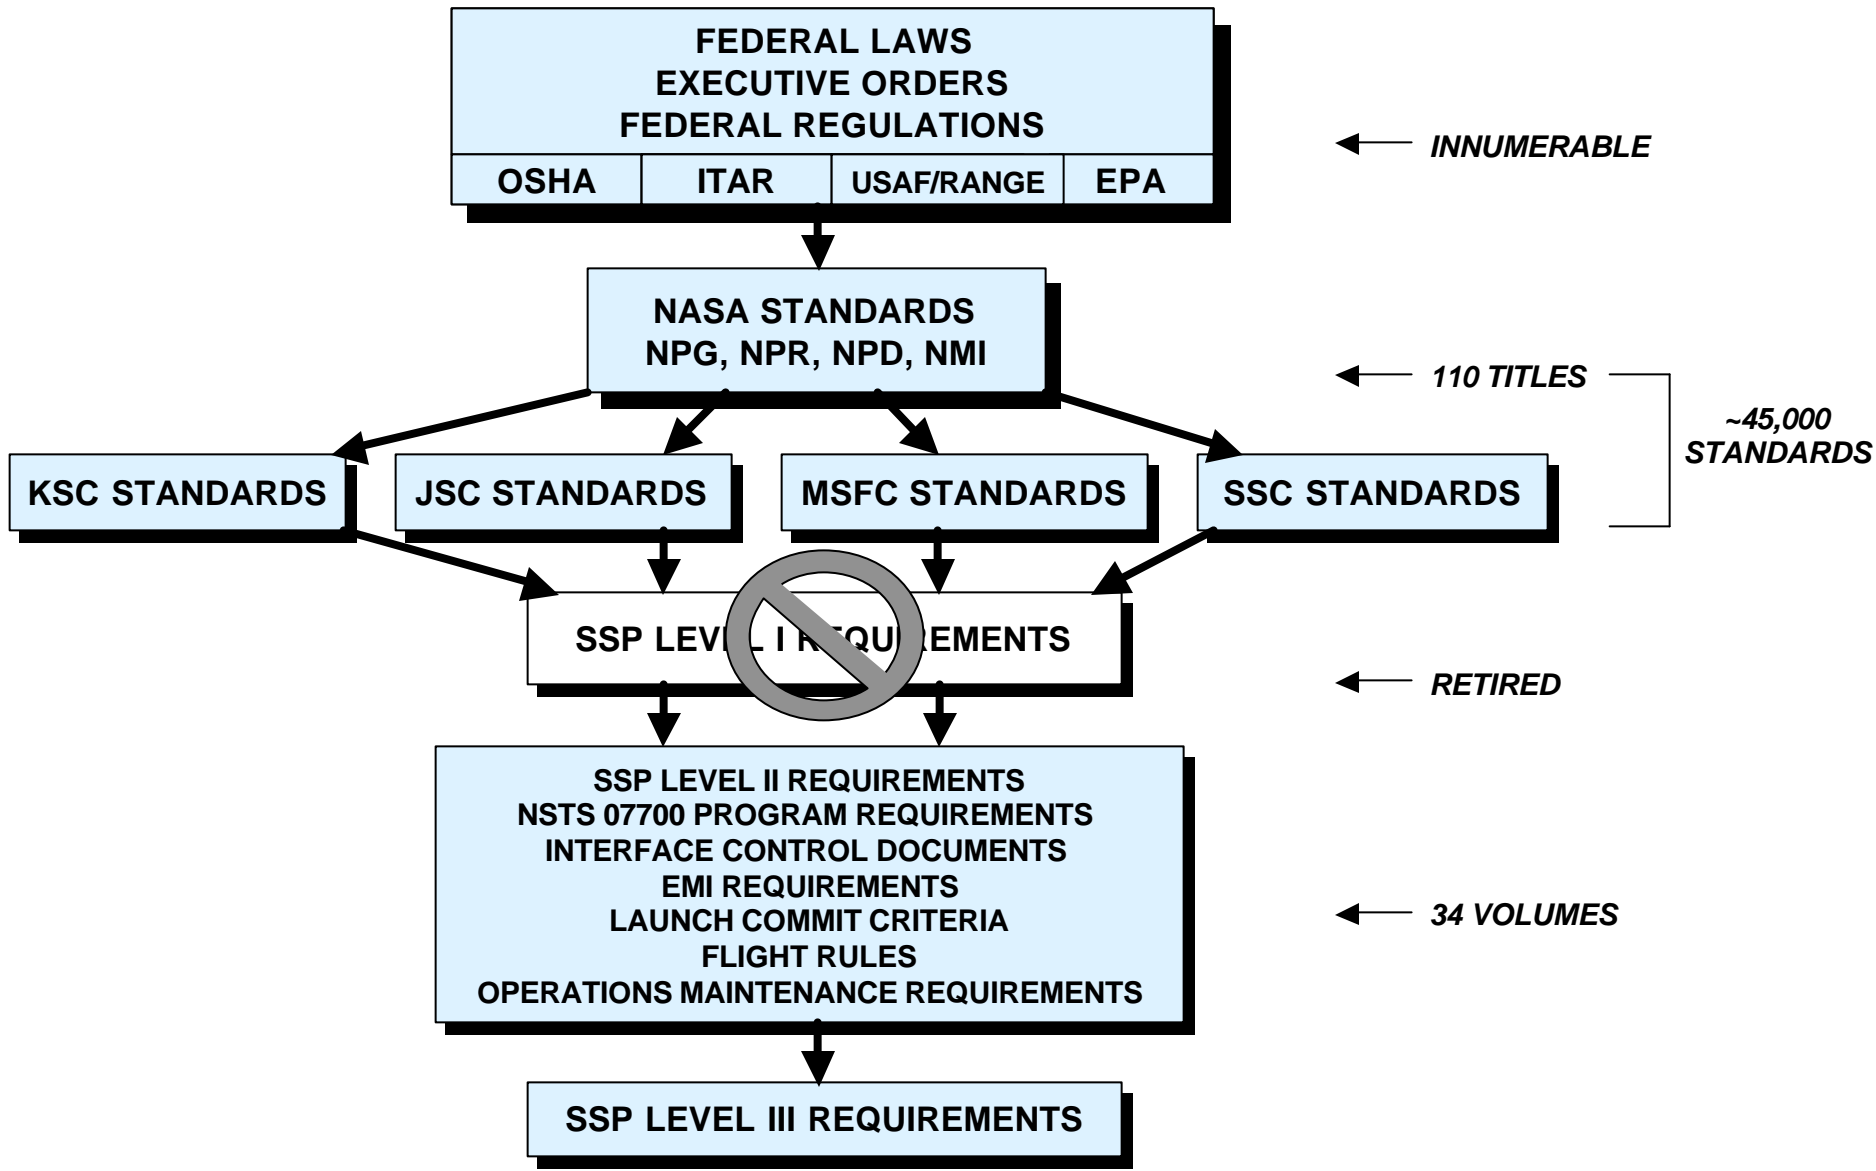 FEDERAL LAWS
EXECUTIVE ORDERS
FEDERAL REGULATIONS
OSHA
ITAR
USAF/RANGE
EPA
INNUMERABLE
NASA STANDARDS
NPG, NPR, NPD, NMI
110 TITLES
~45,000
STANDARDS
KSC STANDARDS
JSC STANDARDS
MSFC STANDARDS
SSC STANDARDS
SSP LEVEL I REQUIREMENTS
RETIRED
SSP LEVEL II REQUIREMENTS
NSTS 07700 PROGRAM REQUIREMENTS
INTERFACE CONTROL DOCUMENTS
EMI REQUIREMENTS
LAUNCH COMMIT CRITERIA
FLIGHT RULES
OPERATIONS MAINTENANCE REQUIREMENTS
34 VOLUMES
SSP LEVEL III REQUIREMENTS